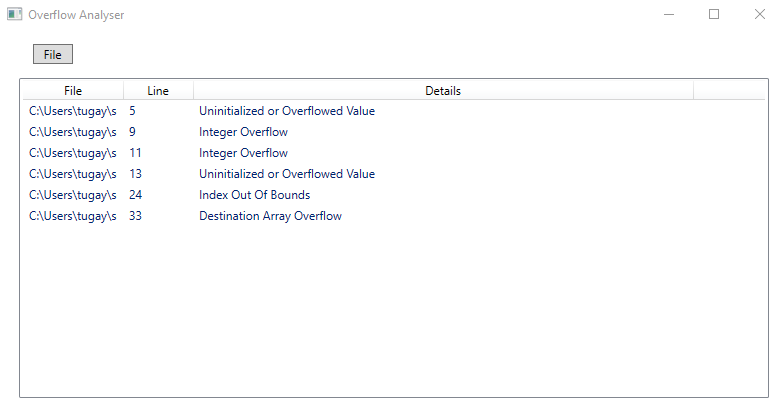 Overflow Analyser
File
File Line Details
C:\Users\tugay\s 5 Uninitialized or Overflowed Value
C:\Users\tugay\s 9 Integer Overflow
C:\Users\tugay\s 11 Integer Overflow
C:\Users\tugay\s 13 Uninitialized or Overflowed Value
C:\Users\tugay\s 24 Index Out Of Bounds
C:\Users\tugay\s 33 Destination Array Overflow